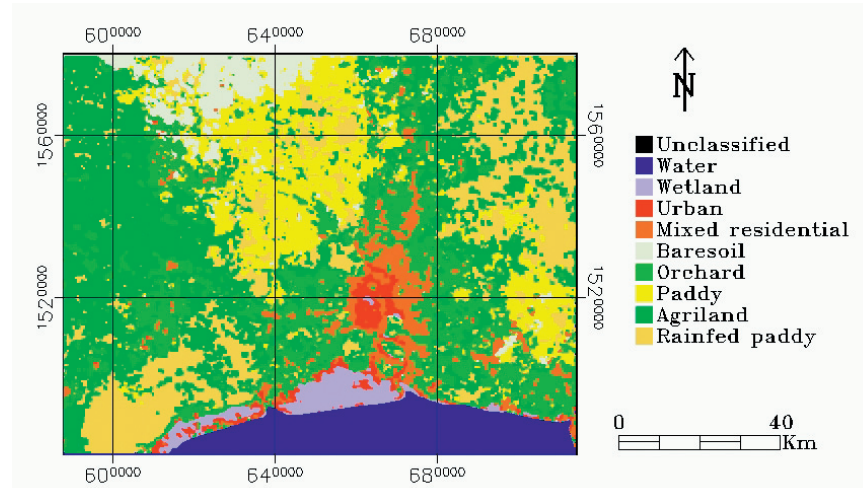 600000 640000 680000
N
1560000 1560000
Unclassified
Water
Wetland
Urban
Mixed residential
Baresoil
Orchard
Paddy
Agriland
Rainfed paddy
1520000 1520000
0 40
Km
600000 640000 680000